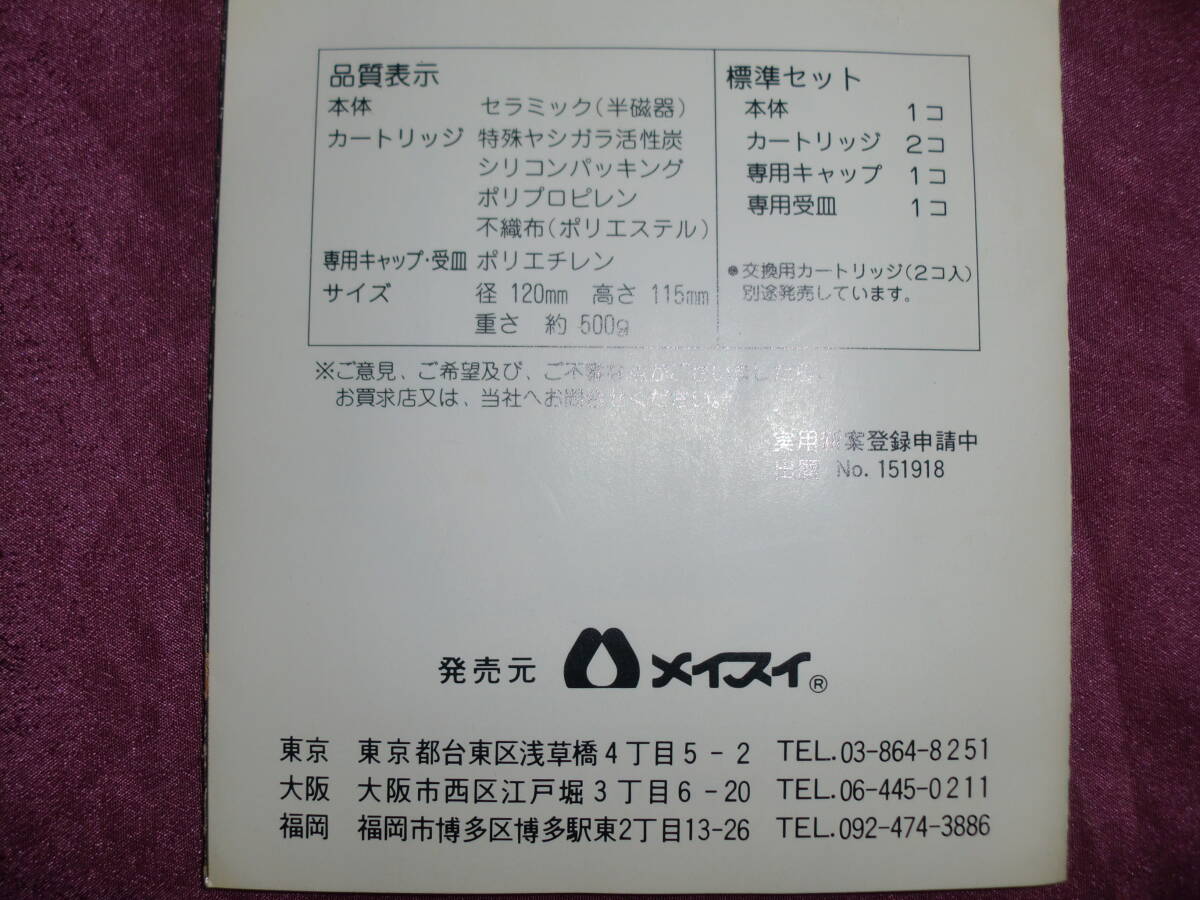 品質表示
本体 セラミック(半磁器)
カートリッジ 特殊ヤシガラ活性炭
シリコンパッキング
ポリプロピレン
不織布(ポリエステル)
専用キャップ・受皿 ポリエチレン
サイズ 径 120mm 高さ 115mm
重さ 約 500g
標準セット
本体 1コ
カートリッジ 2コ
専用キャップ 1コ
専用受皿 1コ
●交換用カートリッジ(2コ入)
別途発売しています。
※ご意見、ご希望及び、ご不審な
お買求店又は、当社へお
実用新案登録申請中
出願 No. 151918
発売元 メイスイ®
東京 東京都台東区浅草橋4丁目5-2 TEL.03-864-8251
大阪 大阪市西区江戸堀3丁目6-20 TEL.06-445-0211
福岡 福岡市博多区博多駅東2丁目13-26 TEL.092-474-3886